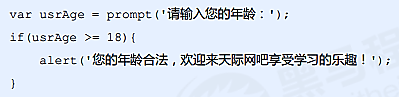 var usrAge = prompt('请输入您的年龄：');
if(usrAge >= 18){
    alert('您的年龄合法，欢迎来天际网吧享受学习的乐趣！');
}